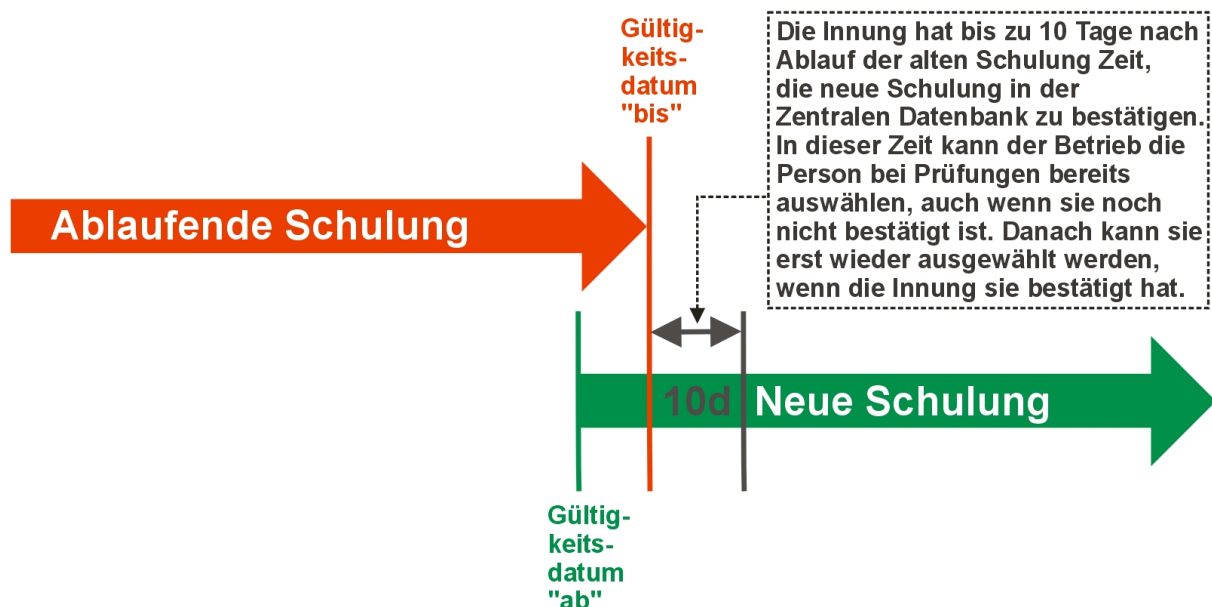 Gültig-
keits-
datum
"bis"
Die Innung hat bis zu 10 Tage nach
Ablauf der alten Schulung Zeit,
die neue Schulung in der
Zentralen Datenbank zu bestätigen.
In dieser Zeit kann der Betrieb die
Person bei Prüfungen bereits
auswählen, auch wenn sie noch
nicht bestätigt ist. Danach kann sie
erst wieder ausgewählt werden,
wenn die Innung sie bestätigt hat.
Ablaufende Schulung
10d
Neue Schulung
Gültig-
keits-
datum
"ab"